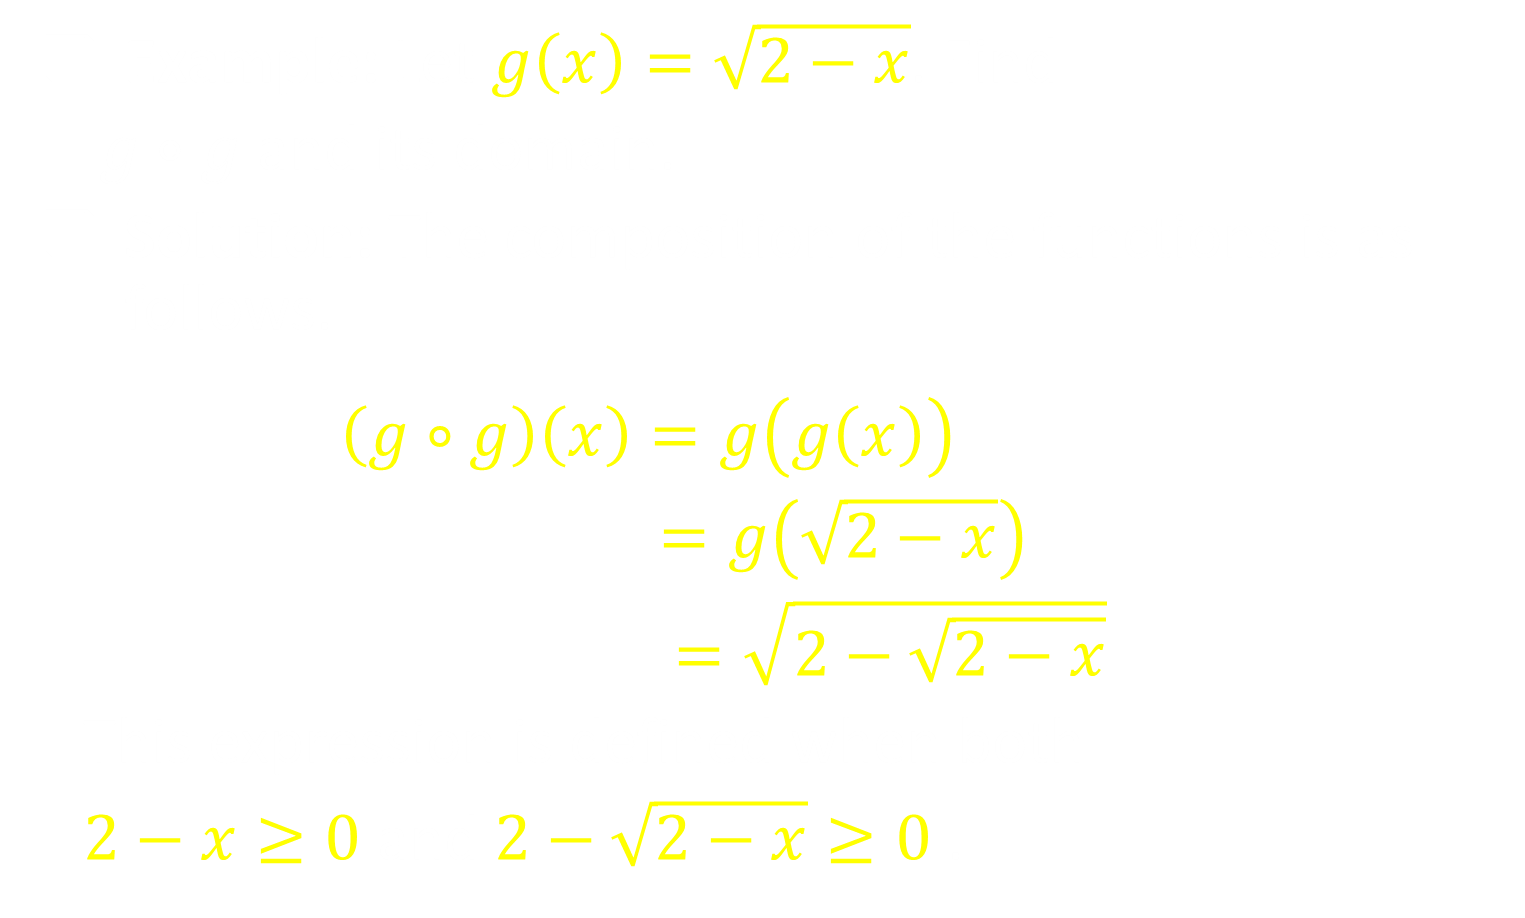 g(x) = √(2 − x)
(g ∘ g)(x) = g(g(x))
= g(√(2 − x))
= √(2 − √(2 − x))
2 − x ≥ 0 2 − √(2 − x) ≥ 0